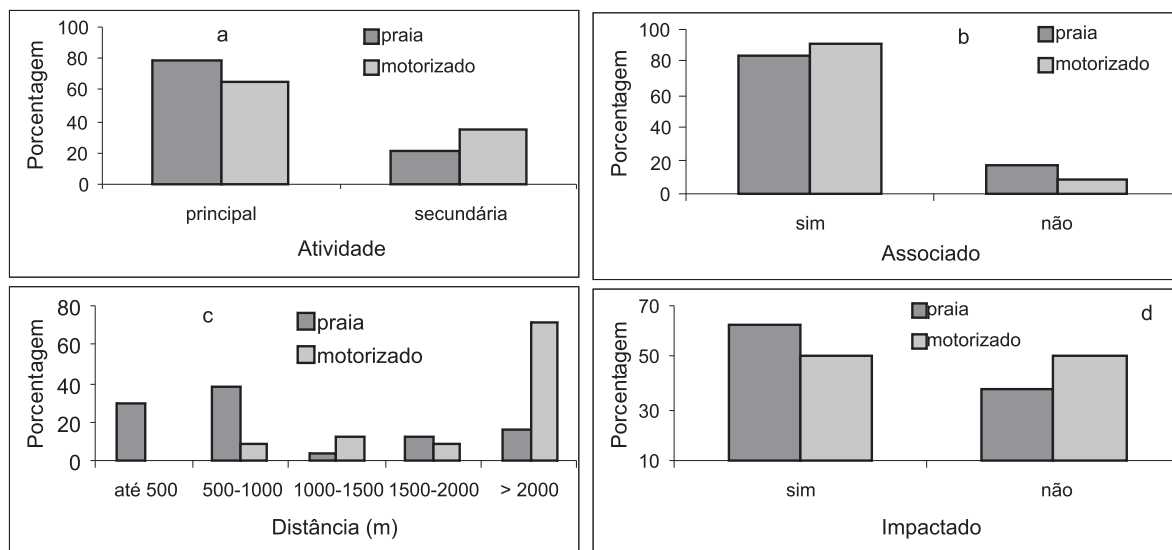 a
praia
motorizado
Porcentagem
100
80
60
40
20
0
principal secundária
Atividade
b
praia
motorizado
Porcentagem
100
80
60
100
40
20
0
sim não
Associado
c
praia
motorizado
Porcentagem
80
60
40
20
0
até 500 500-1000 1000-1500 1500-2000 > 2000
Distância (m)
d
praia
motorizado
Porcentagem
70
50
30
10
sim não
Impactado